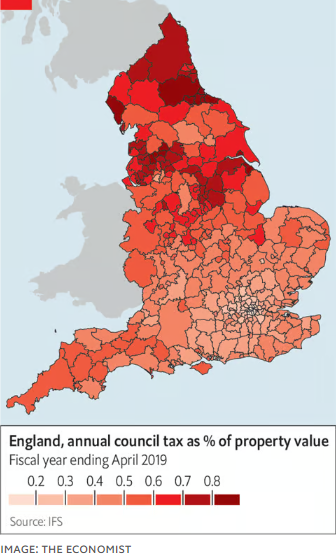 England, annual council tax as % of property value
Fiscal year ending April 2019
0.2 0.3 0.4 0.5 0.6 0.7 0.8
Source: IFS
IMAGE: THE ECONOMIST